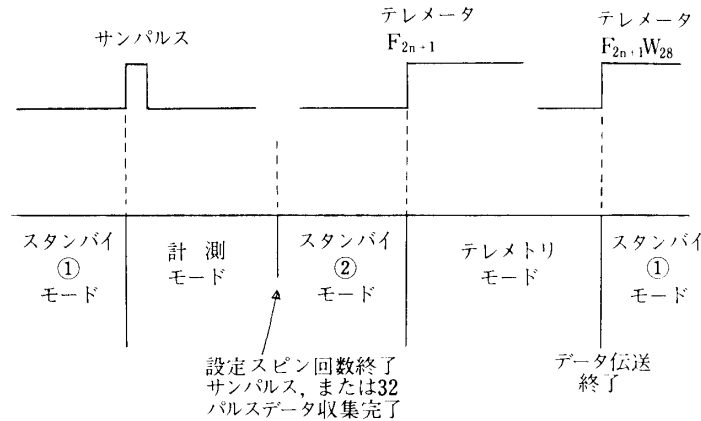 サンパルス
テレメータ
F2n+1
テレメータ
F2n+1W28
スタンバイ
①
モード
計測
モード
スタンバイ
②
モード
テレメトリ
モード
スタンバイ
①
モード
設定スピン回数終了
サンパルス，または32
パルスデータ収集完了
データ伝送
終了